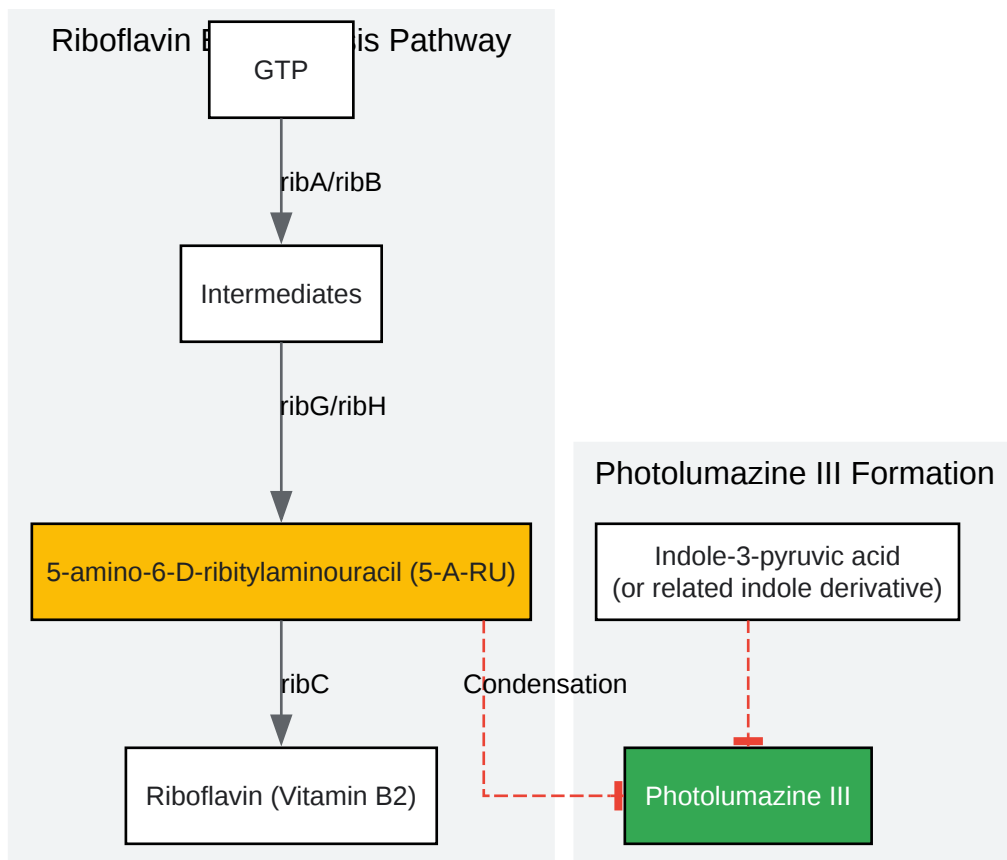 Riboflavin B is Pathway
GTP
ribA/ribB
Intermediates
ribG/ribH
5-amino-6-D-ribitylaminouracil (5-A-RU)
ribC
Riboflavin (Vitamin B2)
Condensation
Photolumazine III Formation
Indole-3-pyruvic acid
(or related indole derivative)
Photolumazine III